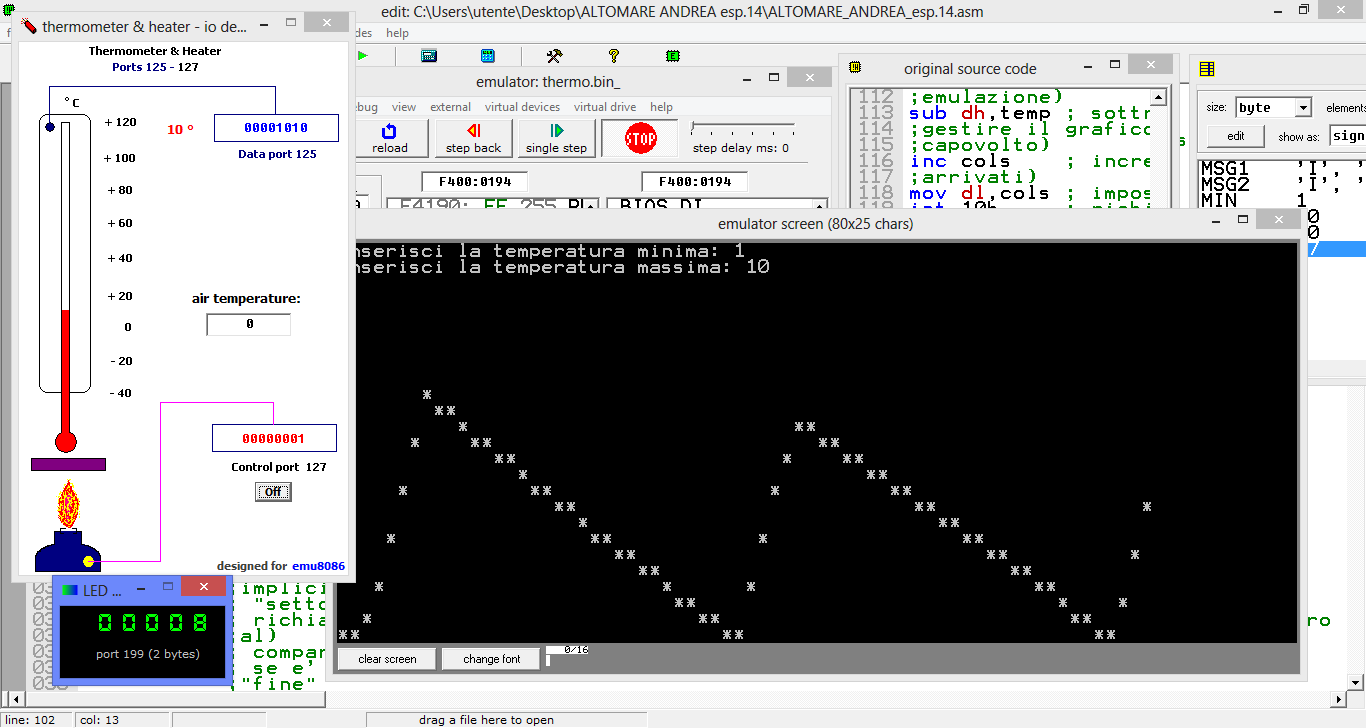 edit: C:\Users\utente\Desktop\ALTOMARE ANDREA esp.14\ALTOMARE_ANDREA_esp.14.asm
des help
thermometer & heater - io de...
Thermometer & Heater
Ports 125 - 127
°C
+ 120
+ 100
+ 80
+ 60
+ 40
+ 20
0
- 20
- 40
10 °
00001010
Data port 125
air temperature:
0
00000001
Control port 127
Off
designed for emu8086
emulator: thermo.bin_
bug view external virtual devices virtual drive help
reload
step back
single step
STOP
step delay ms: 0
F400:0194
F400:0194
F4190: FF 255
BIOS DI
original source code
112 ;emulazione)
113 sub dh,temp ; sottr
114 ;gestire il grafico
115 ;capovolto)
116 inc cols ; incre
117 ;arrivati)
118 mov dl,cols ; impos
size: byte elements
edit show as: sign
MSG1 'I',
MSG2 'I',
MIN 1
0
0
7
emulator screen (80x25 chars)
nserisci la temperatura minima: 1
nserisci la temperatura massima: 10
clear screen
change font
0/16
LED ...
00008
port 199 (2 bytes)
implici
"setto
richia
al)
compar
se e'
"fine"
ro
line: 102
col: 13
drag a file here to open